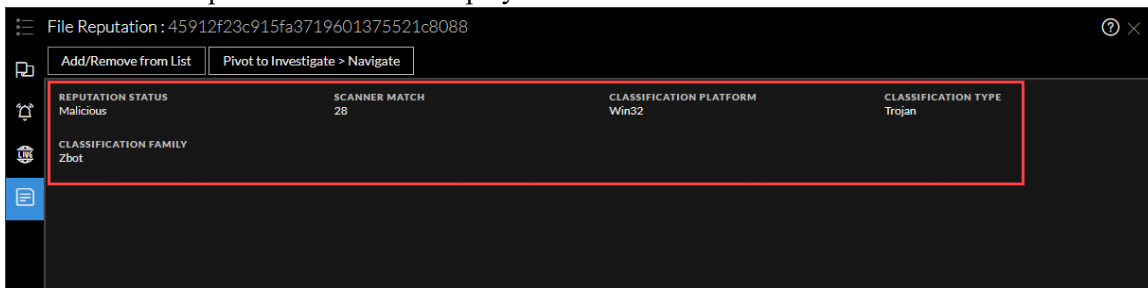 File Reputation : 45912f23c915fa3719601375521c8088
Add/Remove from List Pivot to Investigate > Navigate
REPUTATION STATUS SCANNER MATCH CLASSIFICATION PLATFORM CLASSIFICATION TYPE
Malicious 28 Win32 Trojan
CLASSIFICATION FAMILY
LIVE
Zbot